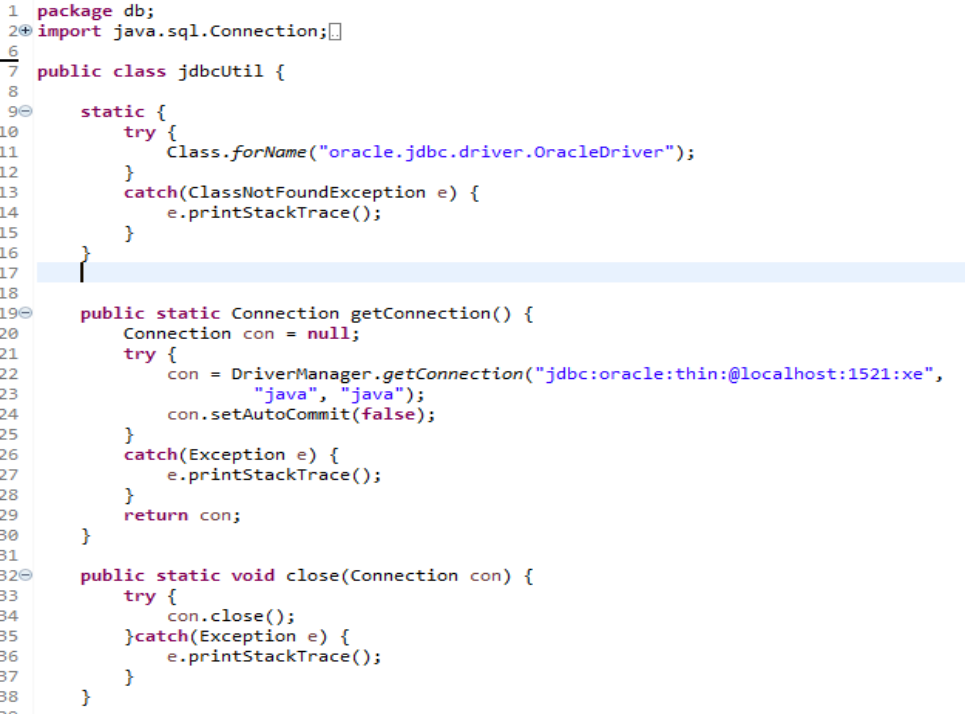 1 package db;
2 import java.sql.Connection;
6
7 public class jdbcUtil {
8
9     static {
10         try {
11             Class.forName("oracle.jdbc.driver.OracleDriver");
12         }
13         catch(ClassNotFoundException e) {
14             e.printStackTrace();
15         }
16     }
17
18
19     public static Connection getConnection() {
20         Connection con = null;
21         try {
22             con = DriverManager.getConnection("jdbc:oracle:thin:@localhost:1521:xe",
23                     "java", "java");
24             con.setAutoCommit(false);
25         }
26         catch(Exception e) {
27             e.printStackTrace();
28         }
29         return con;
30     }
31
32     public static void close(Connection con) {
33         try {
34             con.close();
35         }catch(Exception e) {
36             e.printStackTrace();
37         }
38     }